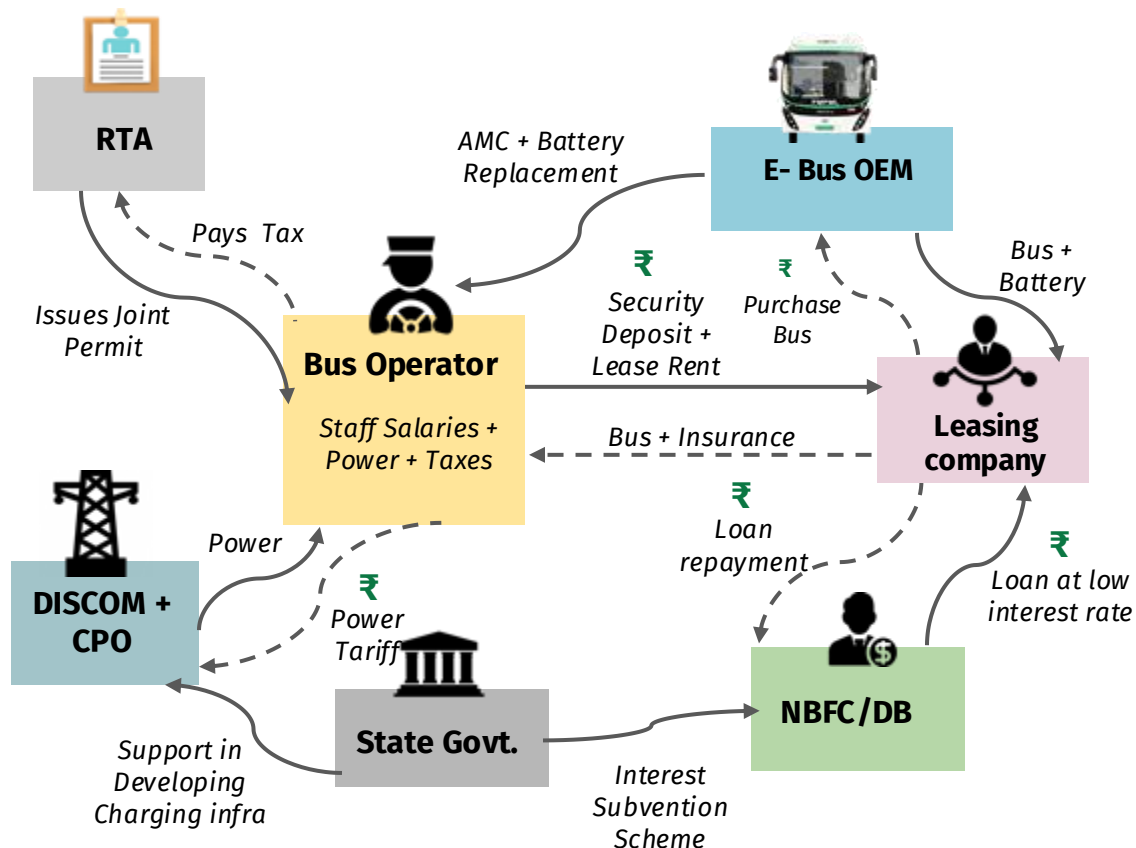 RTA
AMC + Battery
Replacement
E- Bus OEM
Pays Tax
Bus +
Battery
₹
Security
Deposit +
Lease Rent
₹
Purchase
Bus
Issues Joint
Permit
Bus Operator
Staff Salaries +
Power + Taxes
Leasing
company
Bus + Insurance
₹
Loan
repayment
Power
₹
Loan at low
interest rate
DISCOM +
CPO
₹
Power
Tariff
State Govt.
NBFC/DB
$
Support in
Developing
Charging infra
Interest
Subvention
Scheme